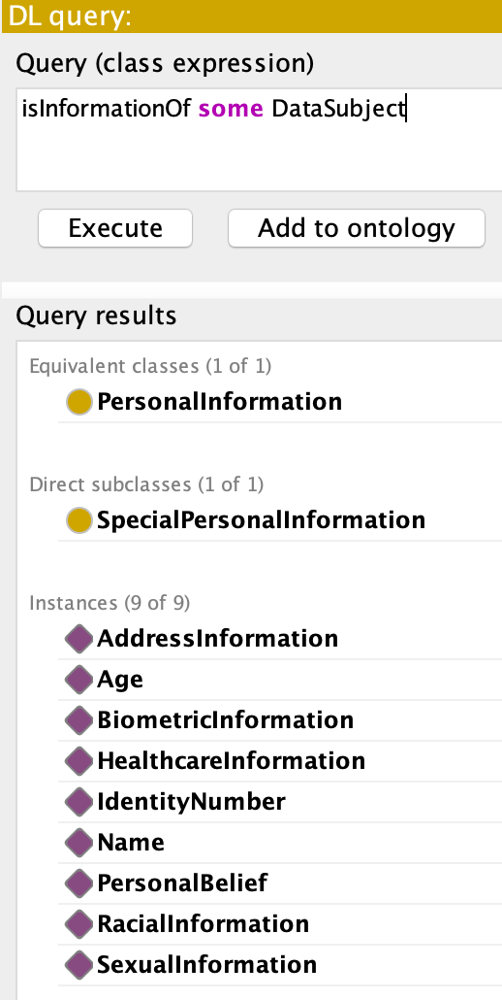 DL query:
Query (class expression)
isInformationOf some DataSubject
Execute Add to ontology
Query results
Equivalent classes (1 of 1)
PersonalInformation
Direct subclasses (1 of 1)
SpecialPersonalInformation
Instances (9 of 9)
AddressInformation
Age
BiometricInformation
HealthcareInformation
IdentityNumber
Name
PersonalBelief
RacialInformation
SexualInformation